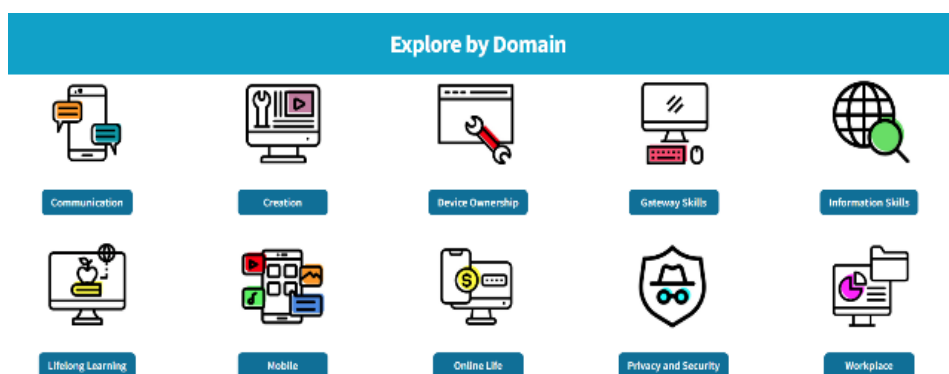 Explore by Domain
Communication
Creation
Device Ownership
Gateway Skills
Information Skills
Lifelong Learning
Mobile
Online Life
Privacy and Security
Workplace